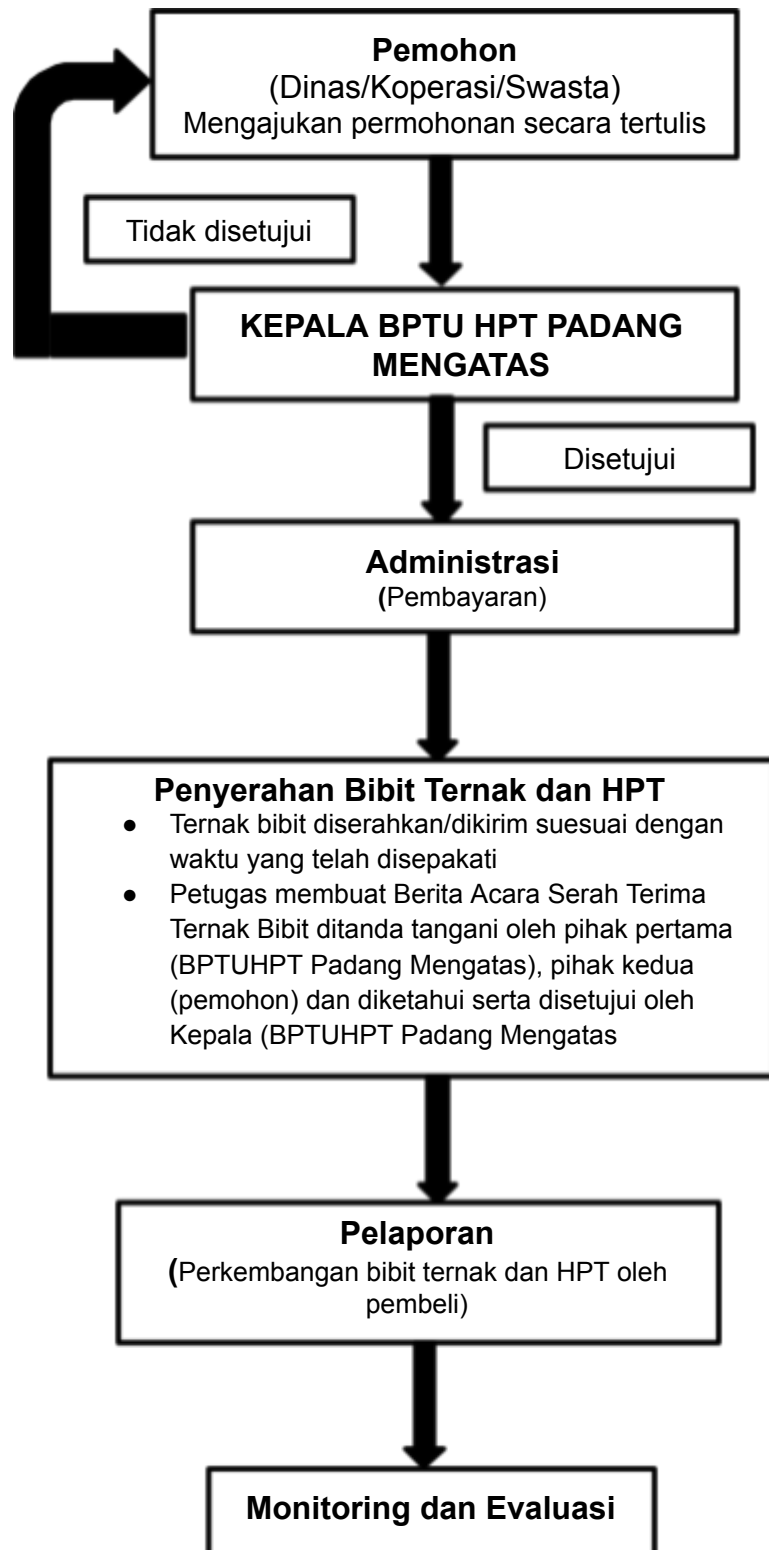 Pemohon
(Dinas/Koperasi/Swasta)
Mengajukan permohonan secara tertulis
Tidak disetujui
KEPALA BPTU HPT PADANG
MENGATAS
Disetujui
Administrasi
(Pembayaran)
Penyerahan Bibit Ternak dan HPT
● Ternak bibit diserahkan/dikirim suesuai dengan
waktu yang telah disepakati
● Petugas membuat Berita Acara Serah Terima
Ternak Bibit ditanda tangani oleh pihak pertama
(BPTUHPT Padang Mengatas), pihak kedua
(pemohon) dan diketahui serta disetujui oleh
Kepala (BPTUHPT Padang Mengatas
Pelaporan
(Perkembangan bibit ternak dan HPT oleh
pembeli)
Monitoring dan Evaluasi